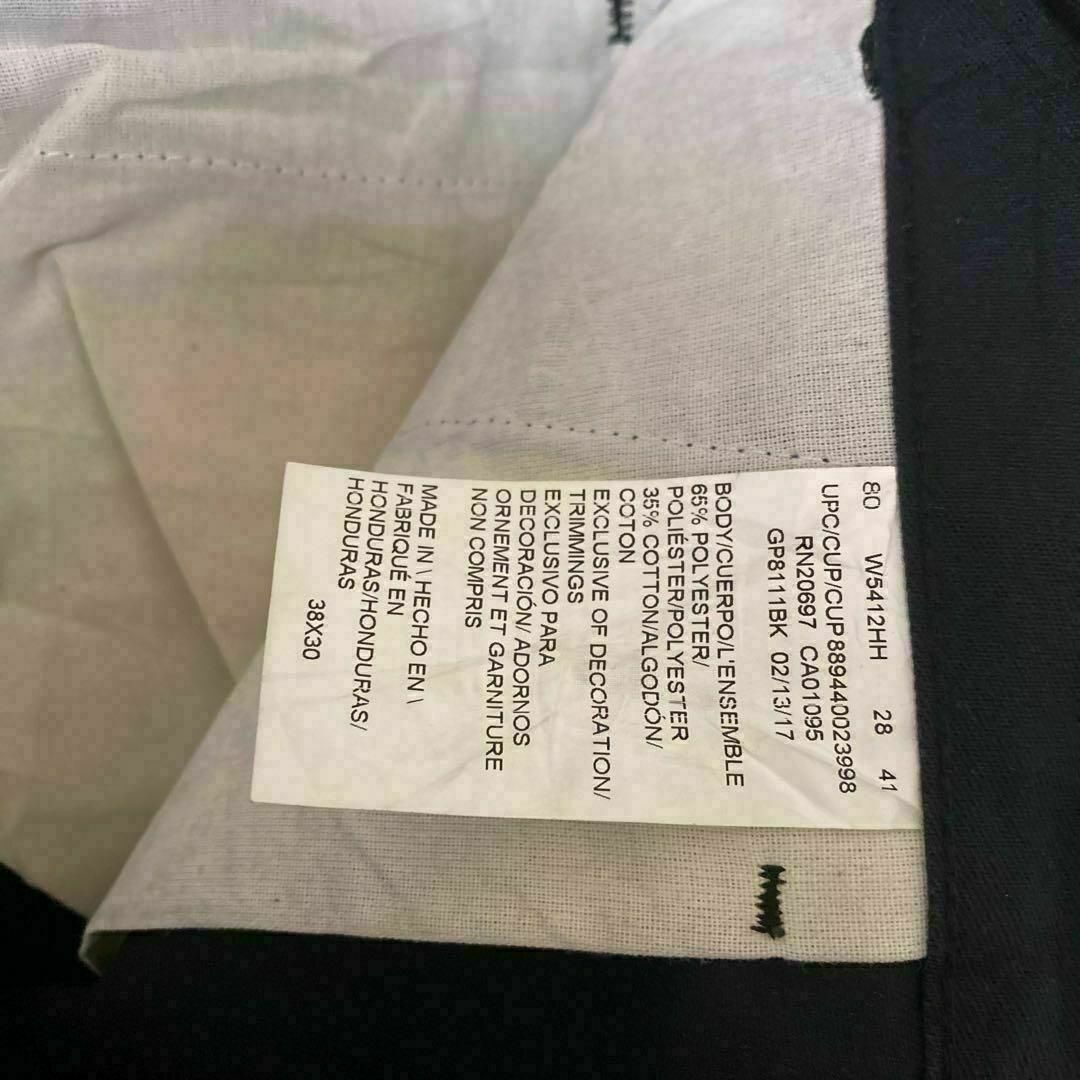 80 W5412HH 28 41
UPC/CUP/CUP 889440023998
RN20697 CA01095
GP8111BK 02/13/17
BODY/CUERPO/L'ENSEMBLE
65% POLYESTER/
POLIÉSTER/POLYESTER
35% COTTON/ALGODÓN/
COTON
EXCLUSIVE OF DECORATION/
TRIMMINGS
EXCLUSIVO PARA
DECORACIÓN/ ADORNOS
ORNEMENT ET GARNITURE
NON COMPRIS
MADE IN \ HECHO EN \
FABRIQUÉ EN
HONDURAS/HONDURAS/
HONDURAS
38X30